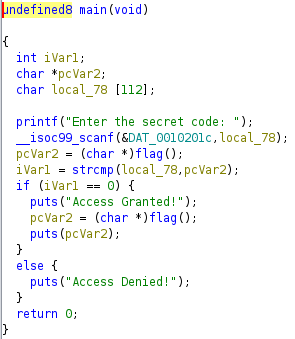 undefined8 main(void)
{
int iVar1;
char *pcVar2;
char local_78 [112];
printf("Enter the secret code: ");
__isoc99_scanf(&DAT_0010201c,local_78);
pcVar2 = (char *)flag();
iVar1 = strcmp(local_78,pcVar2);
if (iVar1 == 0) {
puts("Access Granted!");
pcVar2 = (char *)flag();
puts(pcVar2);
}
else {
puts("Access Denied!");
}
return 0;
}